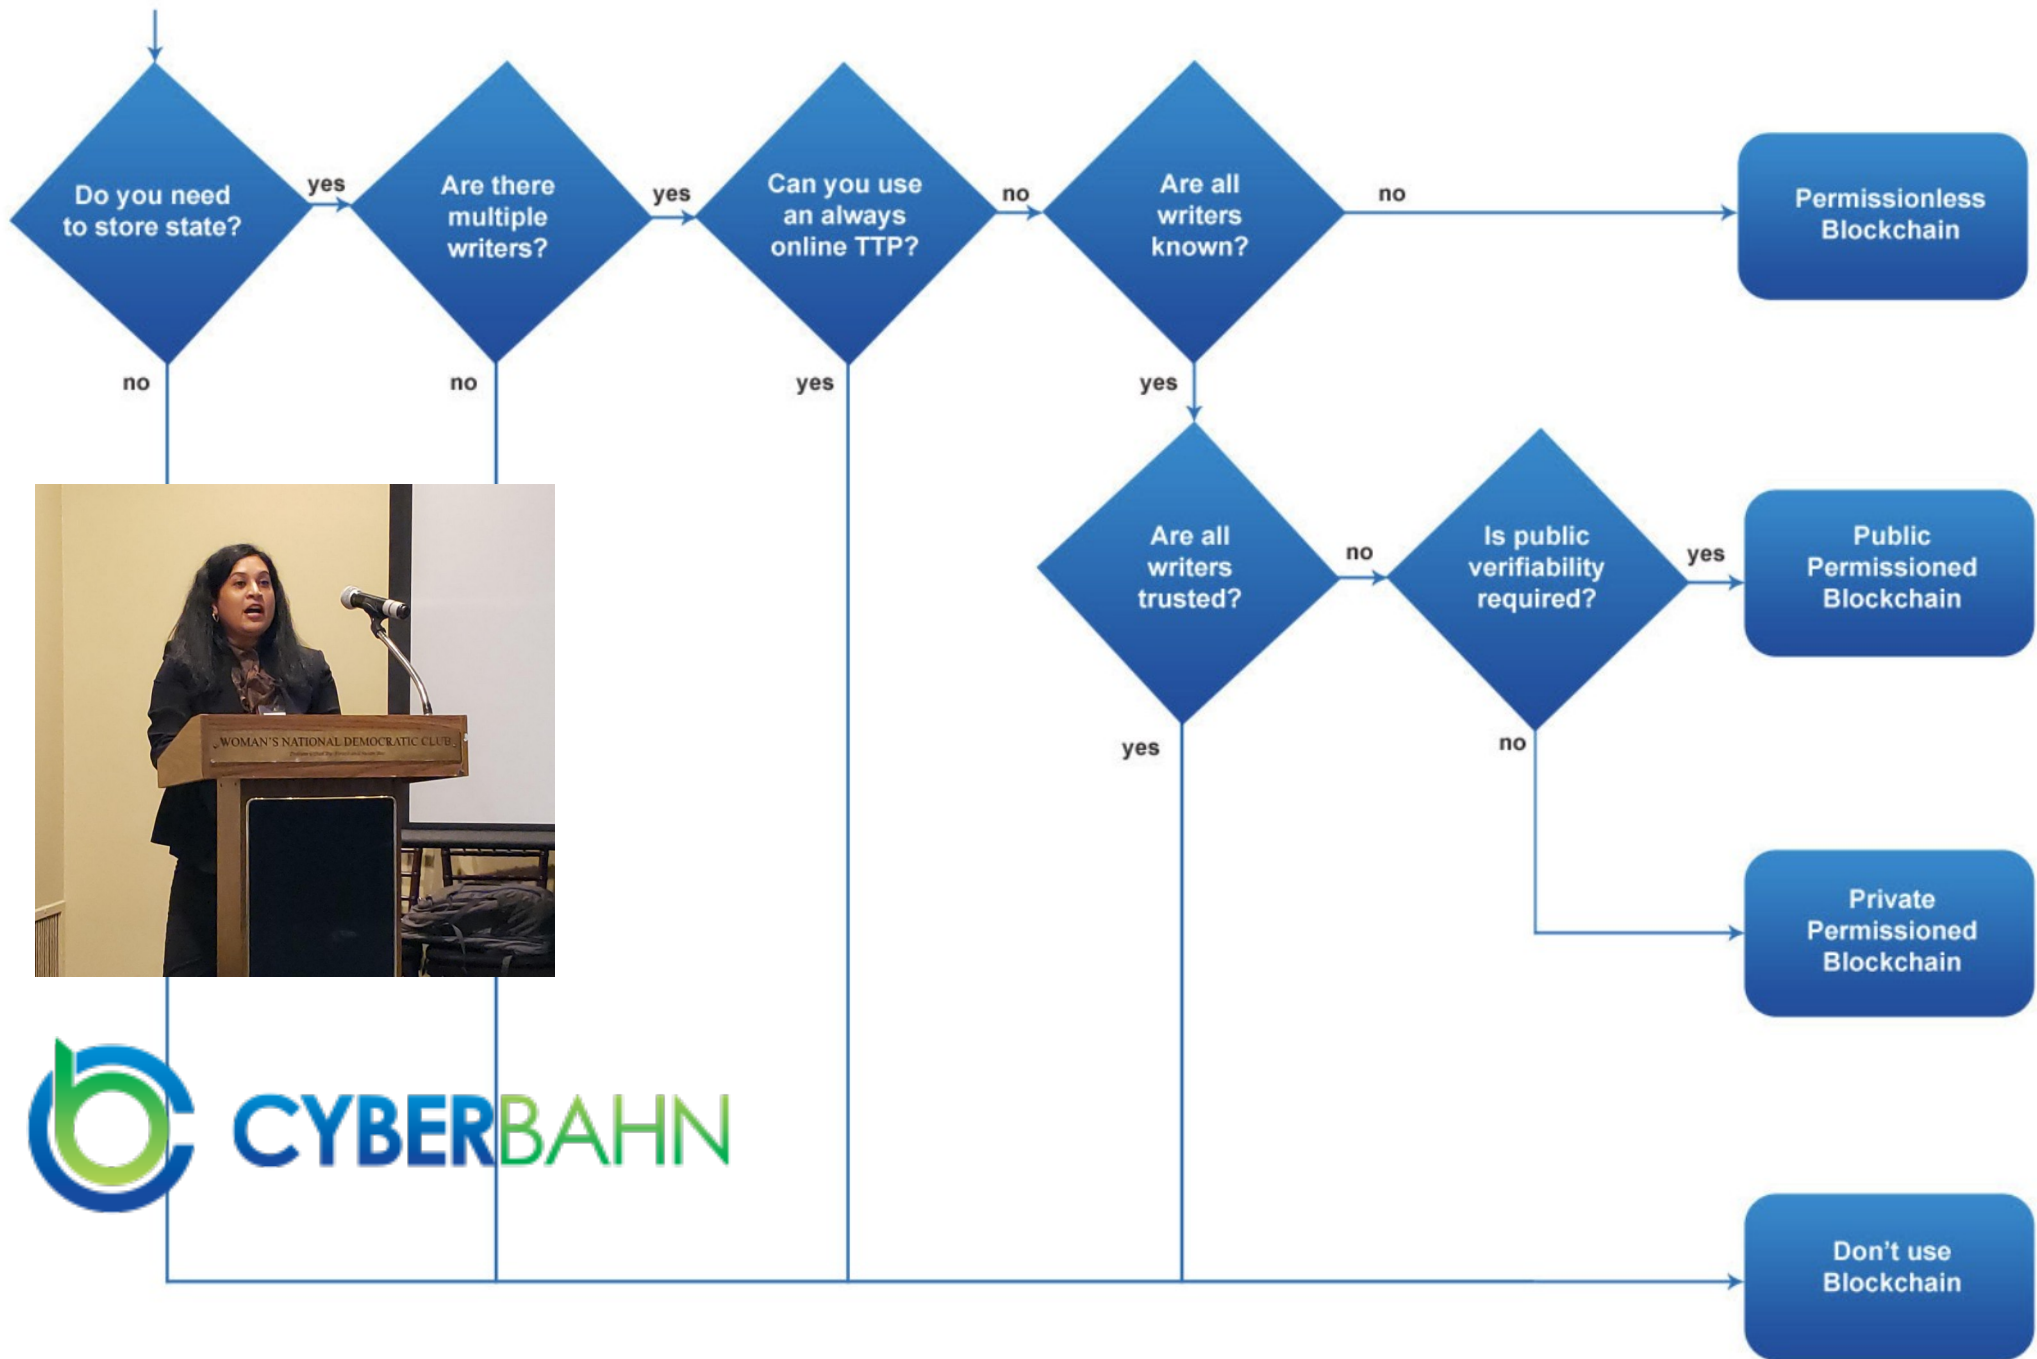 Do you need
to store state?
yes
Are there
multiple
writers?
yes
Can you use
an always
online TTP?
no
Are all
writers
known?
no
Permissionless
Blockchain
no
no
yes
yes
Are all
writers
trusted?
no
Is public
verifiability
required?
yes
Public
Permissioned
Blockchain
yes
no
WOMAN'S NATIONAL DEMOCRATIC CLUB
Private
Permissioned
Blockchain
CYBERBAHN
Don't use
Blockchain